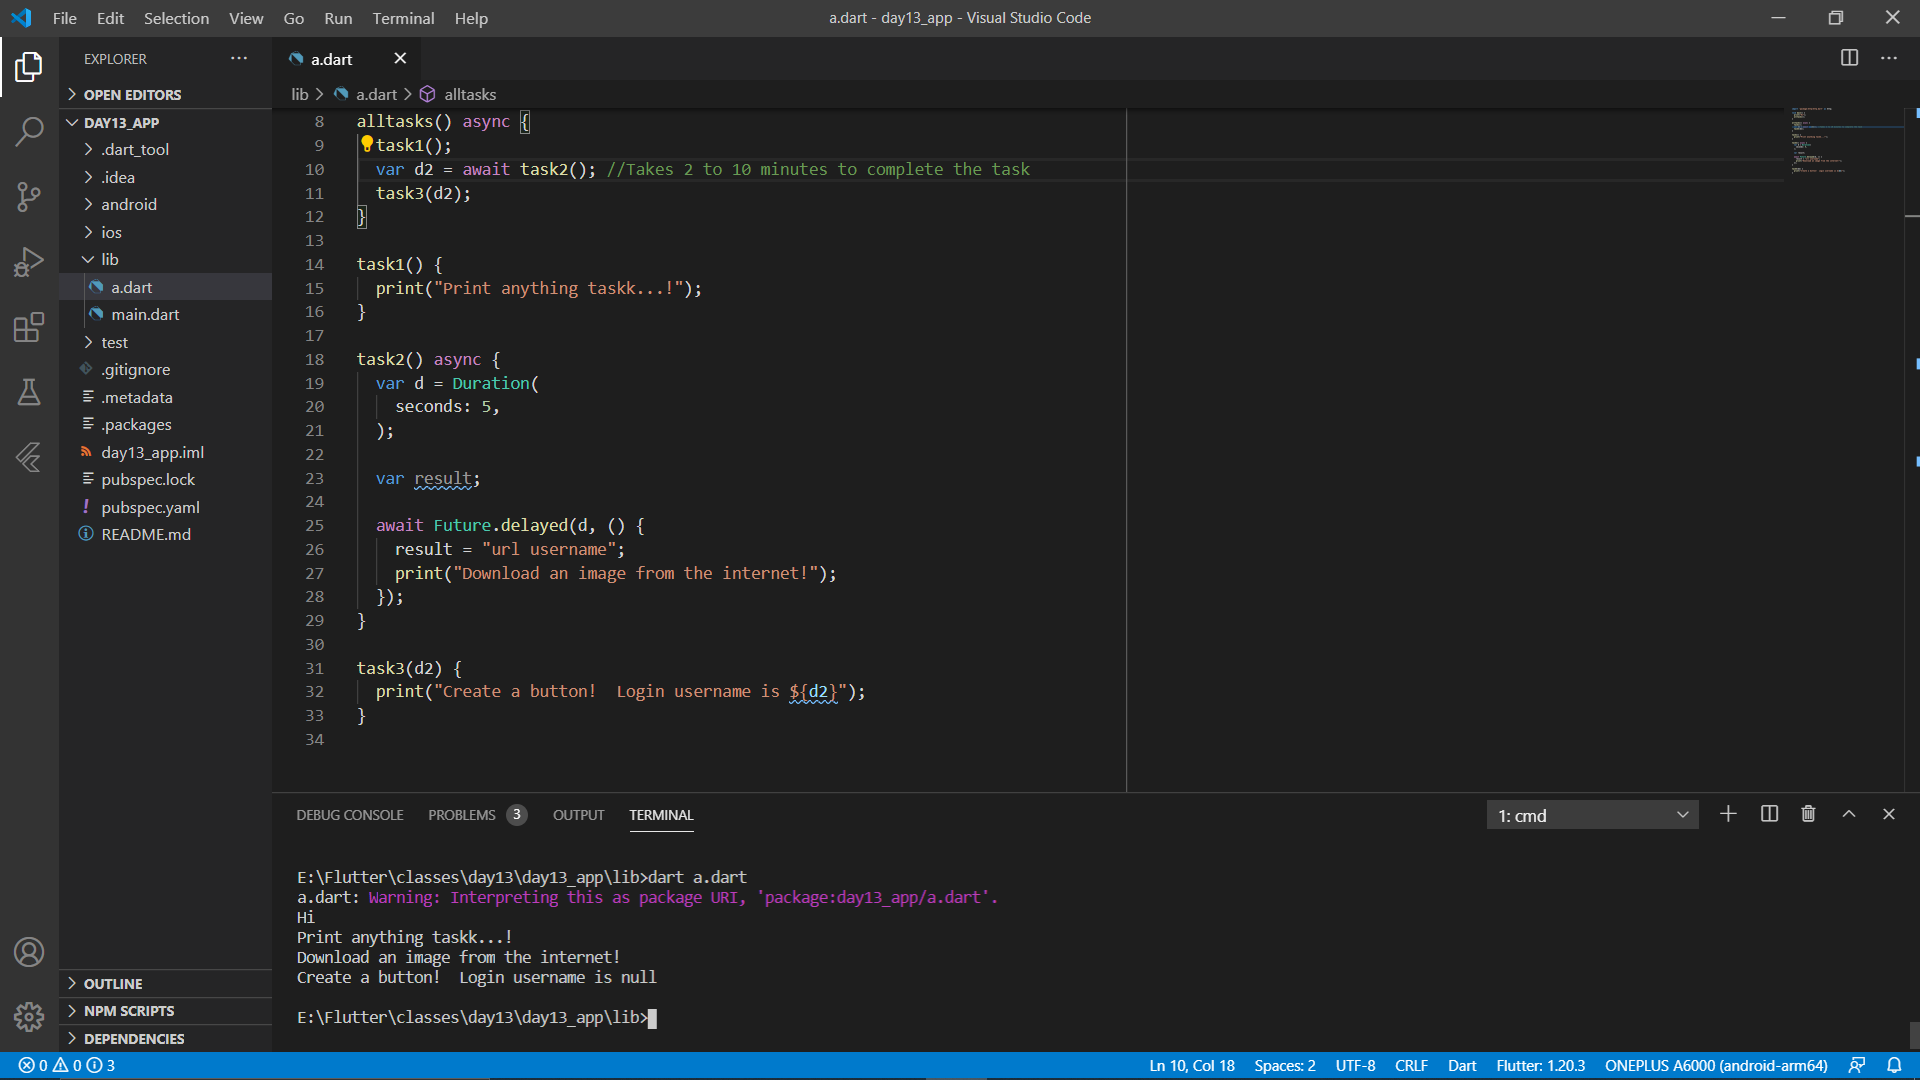 File Edit Selection View Go Run Terminal Help
a.dart - day13_app - Visual Studio Code
EXPLORER
OPEN EDITORS
DAY13_APP
.dart_tool
.idea
android
ios
lib
a.dart
main.dart
test
.gitignore
.metadata
.packages
day13_app.iml
pubspec.lock
! pubspec.yaml
README.md
OUTLINE
NPM SCRIPTS
DEPENDENCIES
a.dart
lib > a.dart > alltasks
8 alltasks() async {
9 task1();
10 var d2 = await task2(); //Takes 2 to 10 minutes to complete the task
11 task3(d2);
12 }
13
14 task1() {
15 print("Print anything taskk...!");
16 }
17
18 task2() async {
19 var d = Duration(
20 seconds: 5,
21 );
22
23 var result;
24
25 await Future.delayed(d, () {
26 result = "url username";
27 print("Download an image from the internet!");
28 });
29 }
30
31 task3(d2) {
32 print("Create a button!  Login username is ${d2}");
33 }
34
DEBUG CONSOLE PROBLEMS 3 OUTPUT TERMINAL
1: cmd
E:\Flutter\classes\day13\day13_app\lib>dart a.dart
a.dart: Warning: Interpreting this as package URI, 'package:day13_app/a.dart'.
Hi
Print anything taskk...!
Download an image from the internet!
Create a button!  Login username is null
E:\Flutter\classes\day13\day13_app\lib>
0 0 3
Ln 10, Col 18 Spaces: 2 UTF-8 CRLF Dart Flutter: 1.20.3 ONEPLUS A6000 (android-arm64)